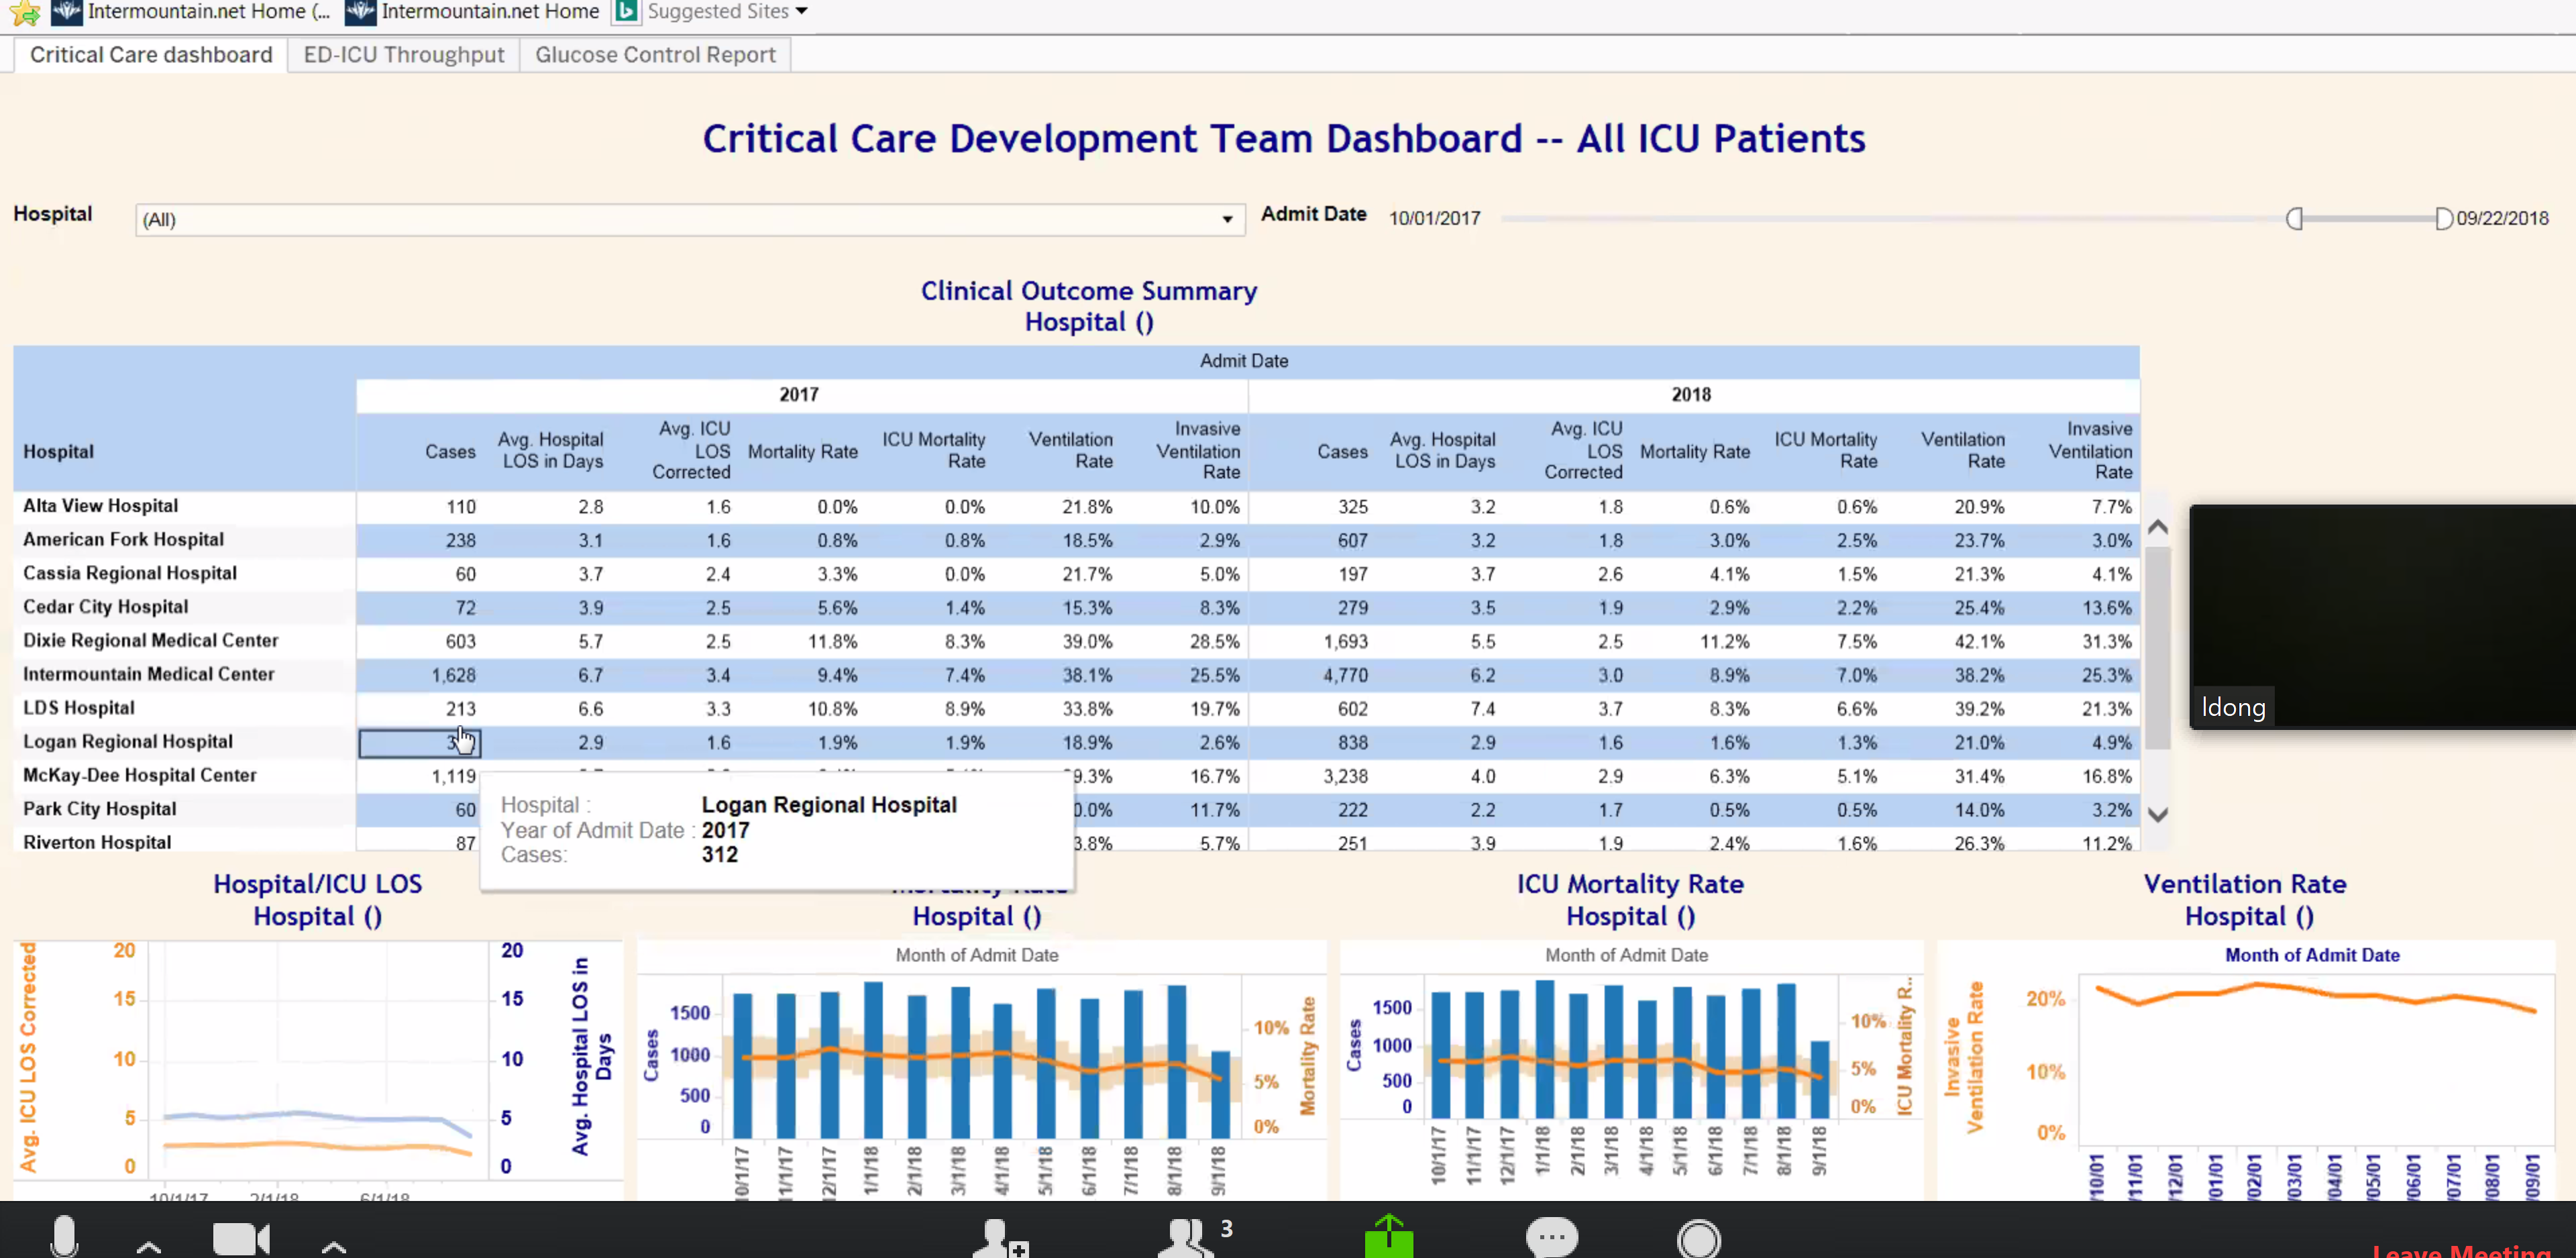 Intermountain.net Home (... Intermountain.net Home Suggested Sites
Critical Care dashboard ED-ICU Throughput Glucose Control Report
Critical Care Development Team Dashboard -- All ICU Patients
Hospital (All) Admit Date 10/01/2017 09/22/2018
Clinical Outcome Summary
Hospital ()
Admit Date
2017 2018
Hospital Cases Avg. Hospital LOS in Days Avg. ICU LOS Corrected Mortality Rate ICU Mortality Rate Ventilation Rate Invasive Ventilation Rate Cases Avg. Hospital LOS in Days Avg. ICU LOS Corrected Mortality Rate ICU Mortality Rate Ventilation Rate Invasive Ventilation Rate
Alta View Hospital 110 2.8 1.6 0.0% 0.0% 21.8% 10.0% 325 3.2 1.8 0.6% 0.6% 20.9% 7.7%
American Fork Hospital 238 3.1 1.6 0.8% 0.8% 18.5% 2.9% 607 3.2 1.8 3.0% 2.5% 23.7% 3.0%
Cassia Regional Hospital 60 3.7 2.4 3.3% 0.0% 21.7% 5.0% 197 3.7 2.6 4.1% 1.5% 21.3% 4.1%
Cedar City Hospital 72 3.9 2.5 5.6% 1.4% 15.3% 8.3% 279 3.5 1.9 2.9% 2.2% 25.4% 13.6%
Dixie Regional Medical Center 603 5.7 2.5 11.8% 8.3% 39.0% 28.5% 1,693 5.5 2.5 11.2% 7.5% 42.1% 31.3%
Intermountain Medical Center 1,628 6.7 3.4 9.4% 7.4% 38.1% 25.5% 4,770 6.2 3.0 8.9% 7.0% 38.2% 25.3%
LDS Hospital 213 6.6 3.3 10.8% 8.9% 33.8% 19.7% 602 7.4 3.7 8.3% 6.6% 39.2% 21.3%
Logan Regional Hospital 2.9 1.6 1.9% 1.9% 18.9% 2.6% 838 2.9 1.6 1.6% 1.3% 21.0% 4.9%
McKay-Dee Hospital Center 1,119 9.3% 16.7% 3,238 4.0 2.9 6.3% 5.1% 31.4% 16.8%
Park City Hospital 60 0.0% 11.7% 222 2.2 1.7 0.5% 0.5% 14.0% 3.2%
Riverton Hospital 87 3.8% 5.7% 251 3.9 1.9 2.4% 1.6% 26.3% 11.2%
Hospital : Logan Regional Hospital
Year of Admit Date : 2017
Cases: 312
ldong
Hospital/ICU LOS
Hospital ()
Avg. ICU LOS Corrected
20 15 10 5 0
20 15 10 5 0
Avg. Hospital LOS in Days
10/1/17 2/1/18 6/1/18
Mortality Rate
Hospital ()
Month of Admit Date
Cases
1500 1000 500 0
10% 5% 0%
Mortality Rate
10/1/17 11/1/17 12/1/17 1/1/18 2/1/18 3/1/18 4/1/18 5/1/18 6/1/18 7/1/18 8/1/18 9/1/18
ICU Mortality Rate
Hospital ()
Month of Admit Date
Cases
1500 1000 500 0
10% 5% 0%
ICU Mortality R..
10/1/17 11/1/17 12/1/17 1/1/18 2/1/18 3/1/18 4/1/18 5/1/18 6/1/18 7/1/18 8/1/18 9/1/18
Ventilation Rate
Hospital ()
Month of Admit Date
Invasive Ventilation Rate
20% 10% 0%
/10/01 /11/01 /12/01 /01/01 /02/01 /03/01 /04/01 /05/01 /06/01 /07/01 /08/01 /09/01
3
Leave Meeting